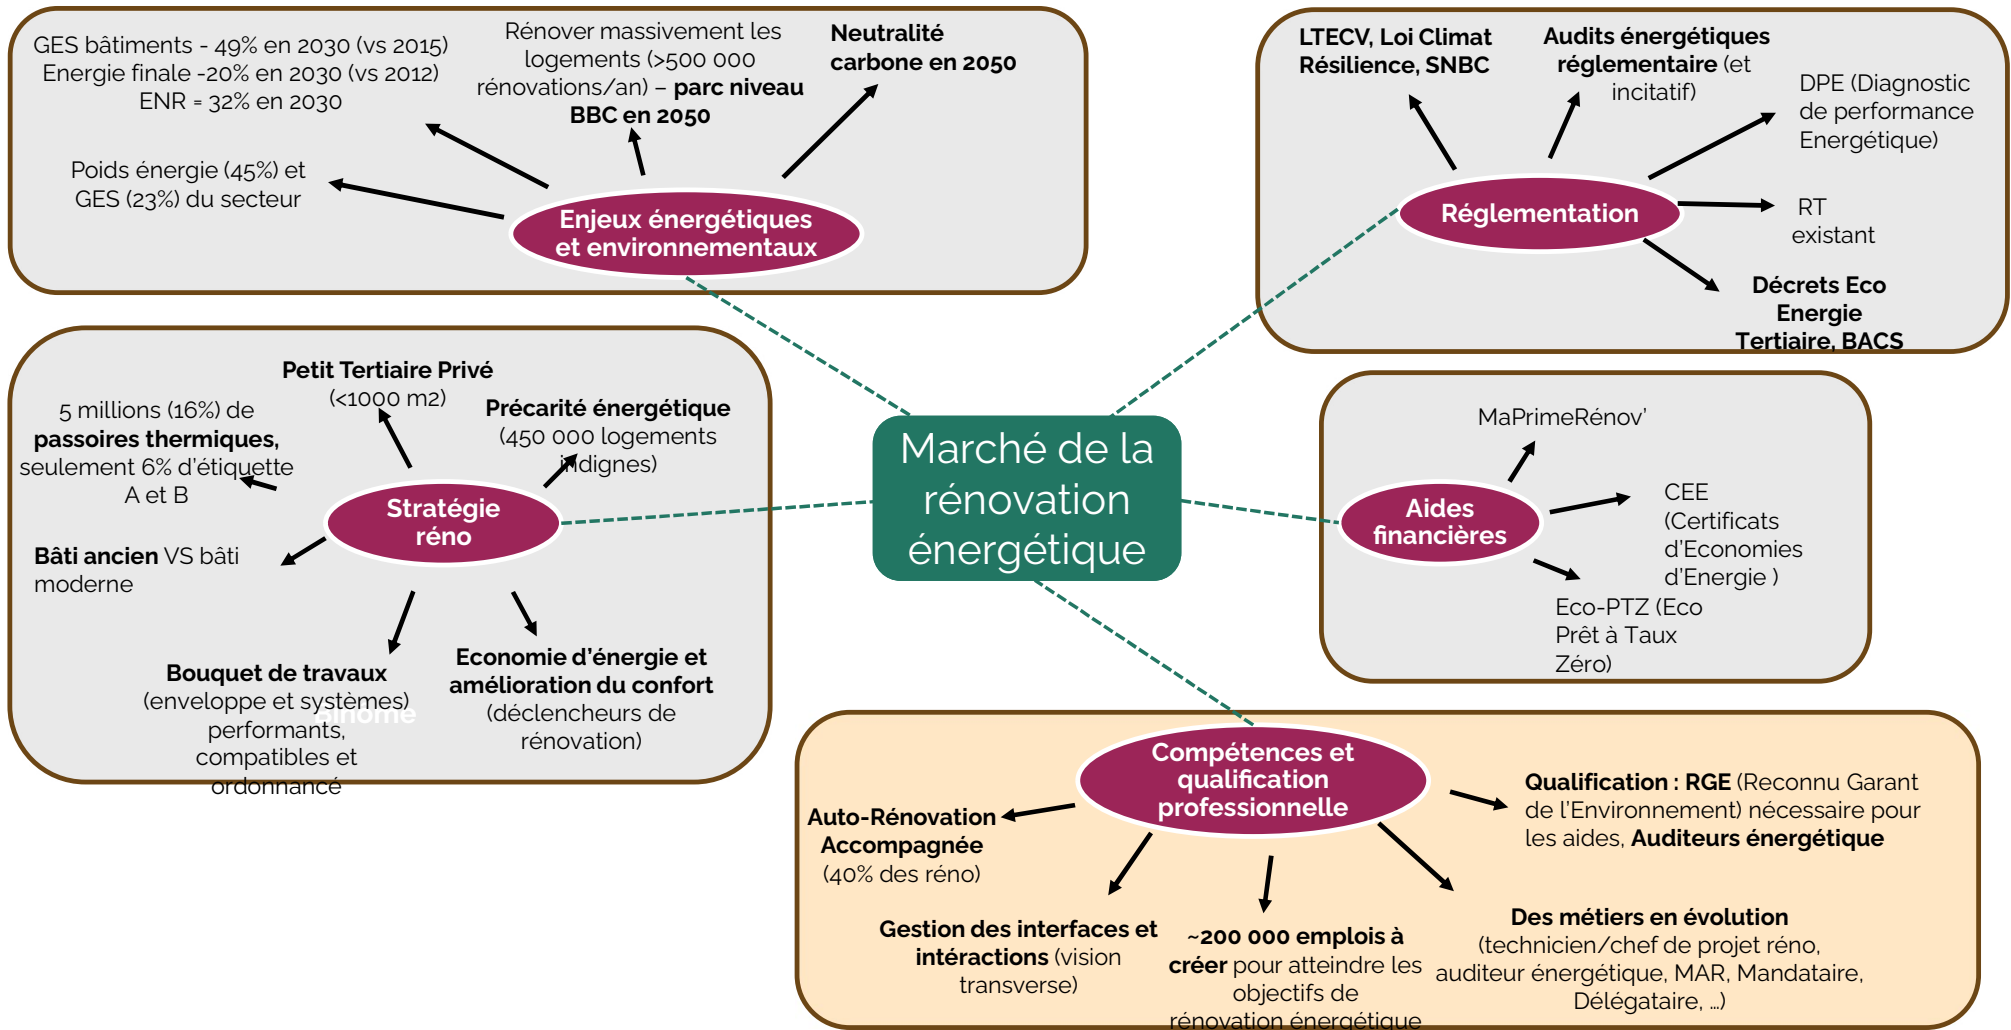 GES bâtiments - 49% en 2030 (vs 2015)
Energie finale -20% en 2030 (vs 2012)
ENR = 32% en 2030
Rénover massivement les
logements (>500 000
rénovations/an) – parc niveau
BBC en 2050
Neutralité
carbone en 2050
Poids énergie (45%) et
GES (23%) du secteur
Enjeux énergétiques
et environnementaux
LTECV, Loi Climat
Résilience, SNBC
Audits énergétiques
réglementaire (et
incitatif)
DPE (Diagnostic
de performance
Energétique)
Réglementation
RT
existant
Décrets Eco
Energie
Tertiaire, BACS
Petit Tertiaire Privé
(<1000 m2)
Précarité énergétique
(450 000 logements
indignes)
5 millions (16%) de
passoires thermiques,
seulement 6% d'étiquette
A et B
Stratégie
réno
Bâti ancien VS bâti
moderne
Bouquet de travaux
(enveloppe et systèmes)
Binôme
performants,
compatibles et
ordonnancé
Economie d'énergie et
amélioration du confort
(déclencheurs de
rénovation)
Marché de la
rénovation
énergétique
MaPrimeRénov'
Aides
financières
CEE
(Certificats
d'Economies
d'Energie )
Eco-PTZ (Eco
Prêt à Taux
Zéro)
Compétences et
qualification
professionnelle
Auto-Rénovation
Accompagnée
(40% des réno)
Qualification : RGE (Reconnu Garant
de l'Environnement) nécessaire pour
les aides, Auditeurs énergétique
Gestion des interfaces et
intéractions (vision
transverse)
~200 000 emplois à
créer pour atteindre les
objectifs de
rénovation énergétique
Des métiers en évolution
(technicien/chef de projet réno,
auditeur énergétique, MAR, Mandataire,
Délégataire, …)